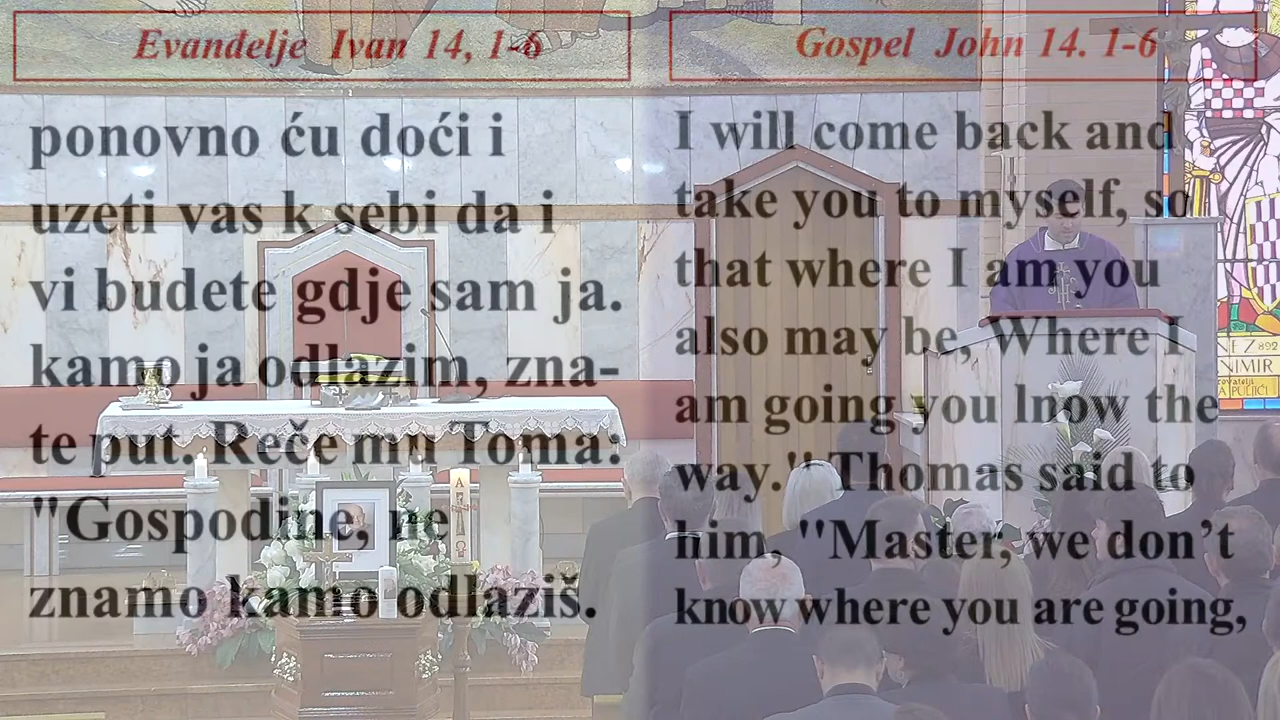 Evanđelje Ivan 14, 1-6
ponovno ću doći i
uzeti vas k sebi da i
vi budete gdje sam ja.
kamo ja odlazim, zna-
te put. Reče mu Toma:
"Gospodine, ne
znamo kamo odlaziš.
Gospel John 14. 1-6
I will come back and
take you to myself, so
that where I am you
also may be, Where I
am going you lnow the
way." Thomas said to
him, "Master, we don’t
know where you are going,
NEZ 892
NIMIR